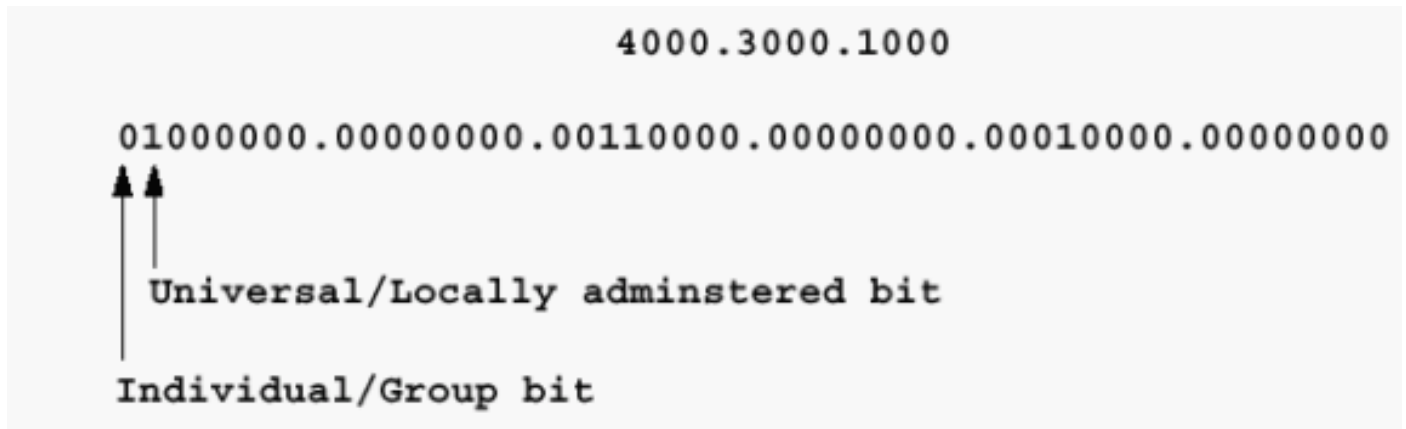 4000.3000.1000
01000000.00000000.00110000.00000000.00010000.00000000
Universal/Locally adminstered bit
Individual/Group bit